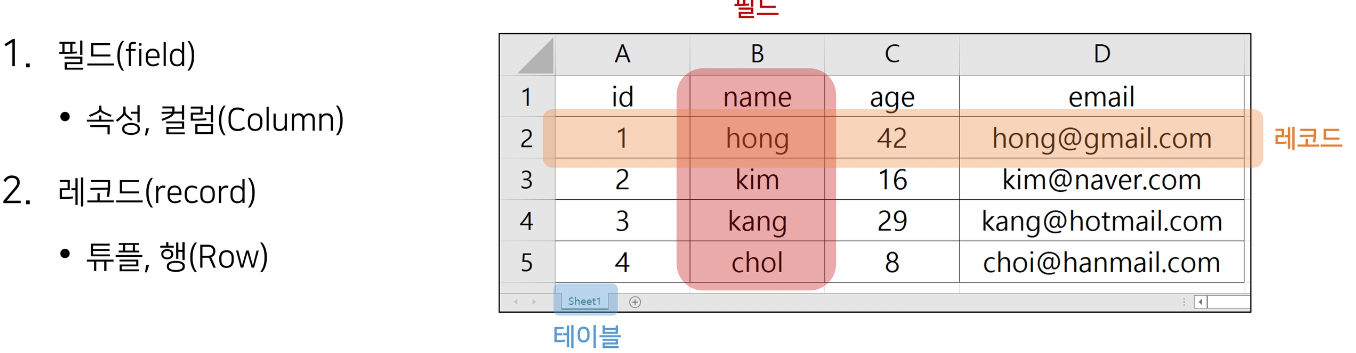 필드
1. 필드(field)
• 속성, 컬럼(Column)
2. 레코드(record)
• 튜플, 행(Row)
A B C D
1 id name age email
2 1 hong 42 hong@gmail.com
레코드
3 2 kim 16 kim@naver.com
4 3 kang 29 kang@hotmail.com
5 4 chol 8 choi@hanmail.com
Sheet1
테이블